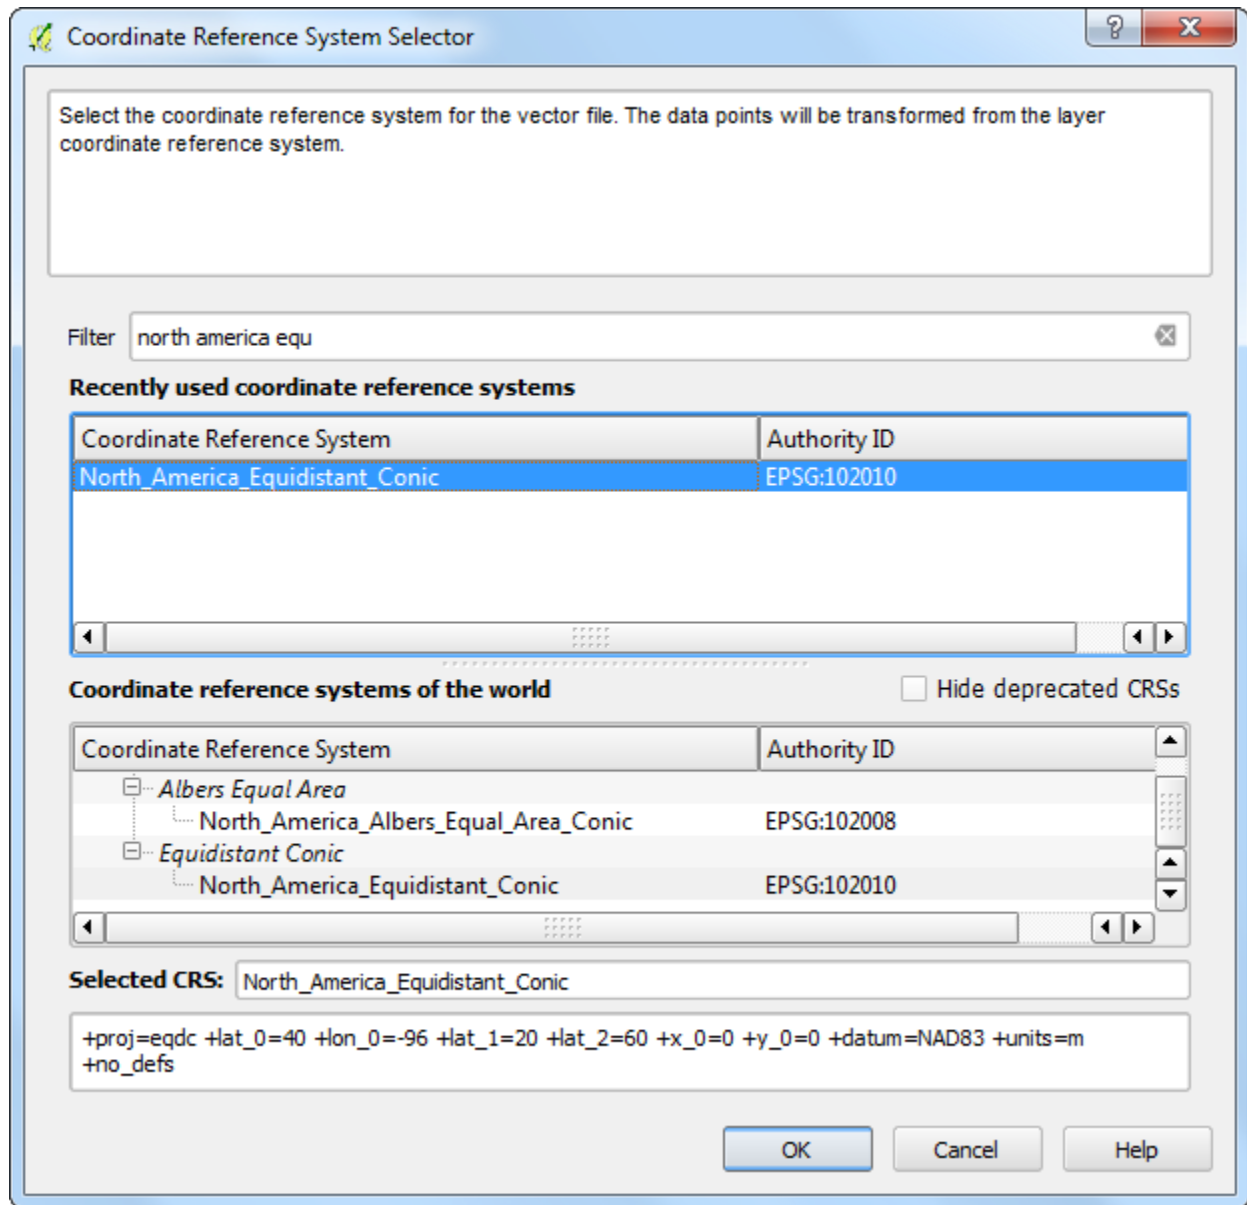 Coordinate Reference System Selector
Select the coordinate reference system for the vector file. The data points will be transformed from the layer
coordinate reference system.
Filter north america equ
Recently used coordinate reference systems
Coordinate Reference System Authority ID
North_America_Equidistant_Conic EPSG:102010
Coordinate reference systems of the world Hide deprecated CRSs
Coordinate Reference System Authority ID
Albers Equal Area
North_America_Albers_Equal_Area_Conic EPSG:102008
Equidistant Conic
North_America_Equidistant_Conic EPSG:102010
Selected CRS: North_America_Equidistant_Conic
+proj=eqdc +lat_0=40 +lon_0=-96 +lat_1=20 +lat_2=60 +x_0=0 +y_0=0 +datum=NAD83 +units=m
+no_defs
OK Cancel Help